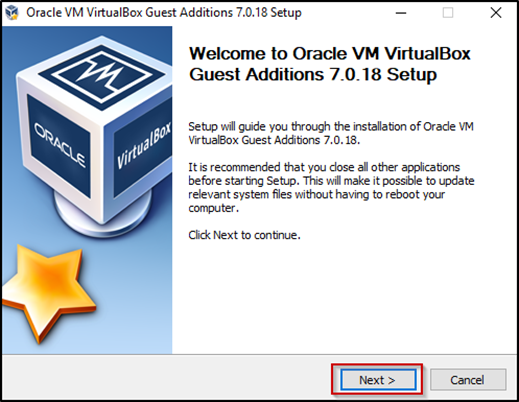 Oracle VM VirtualBox Guest Additions 7.0.18 Setup
Welcome to Oracle VM VirtualBox
Guest Additions 7.0.18 Setup
Setup will guide you through the installation of Oracle VM
VirtualBox Guest Additions 7.0.18.
It is recommended that you close all other applications
before starting Setup. This will make it possible to update
relevant system files without having to reboot your
computer.
Click Next to continue.
VM
ORACLE
VirtualBox
Next >
Cancel